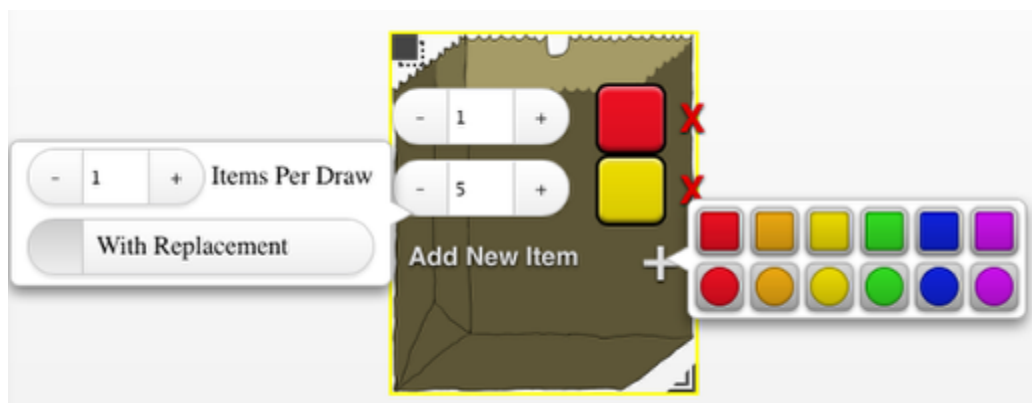 - 1 + X
- 1 + Items Per Draw
- 5 + X
With Replacement
Add New Item +